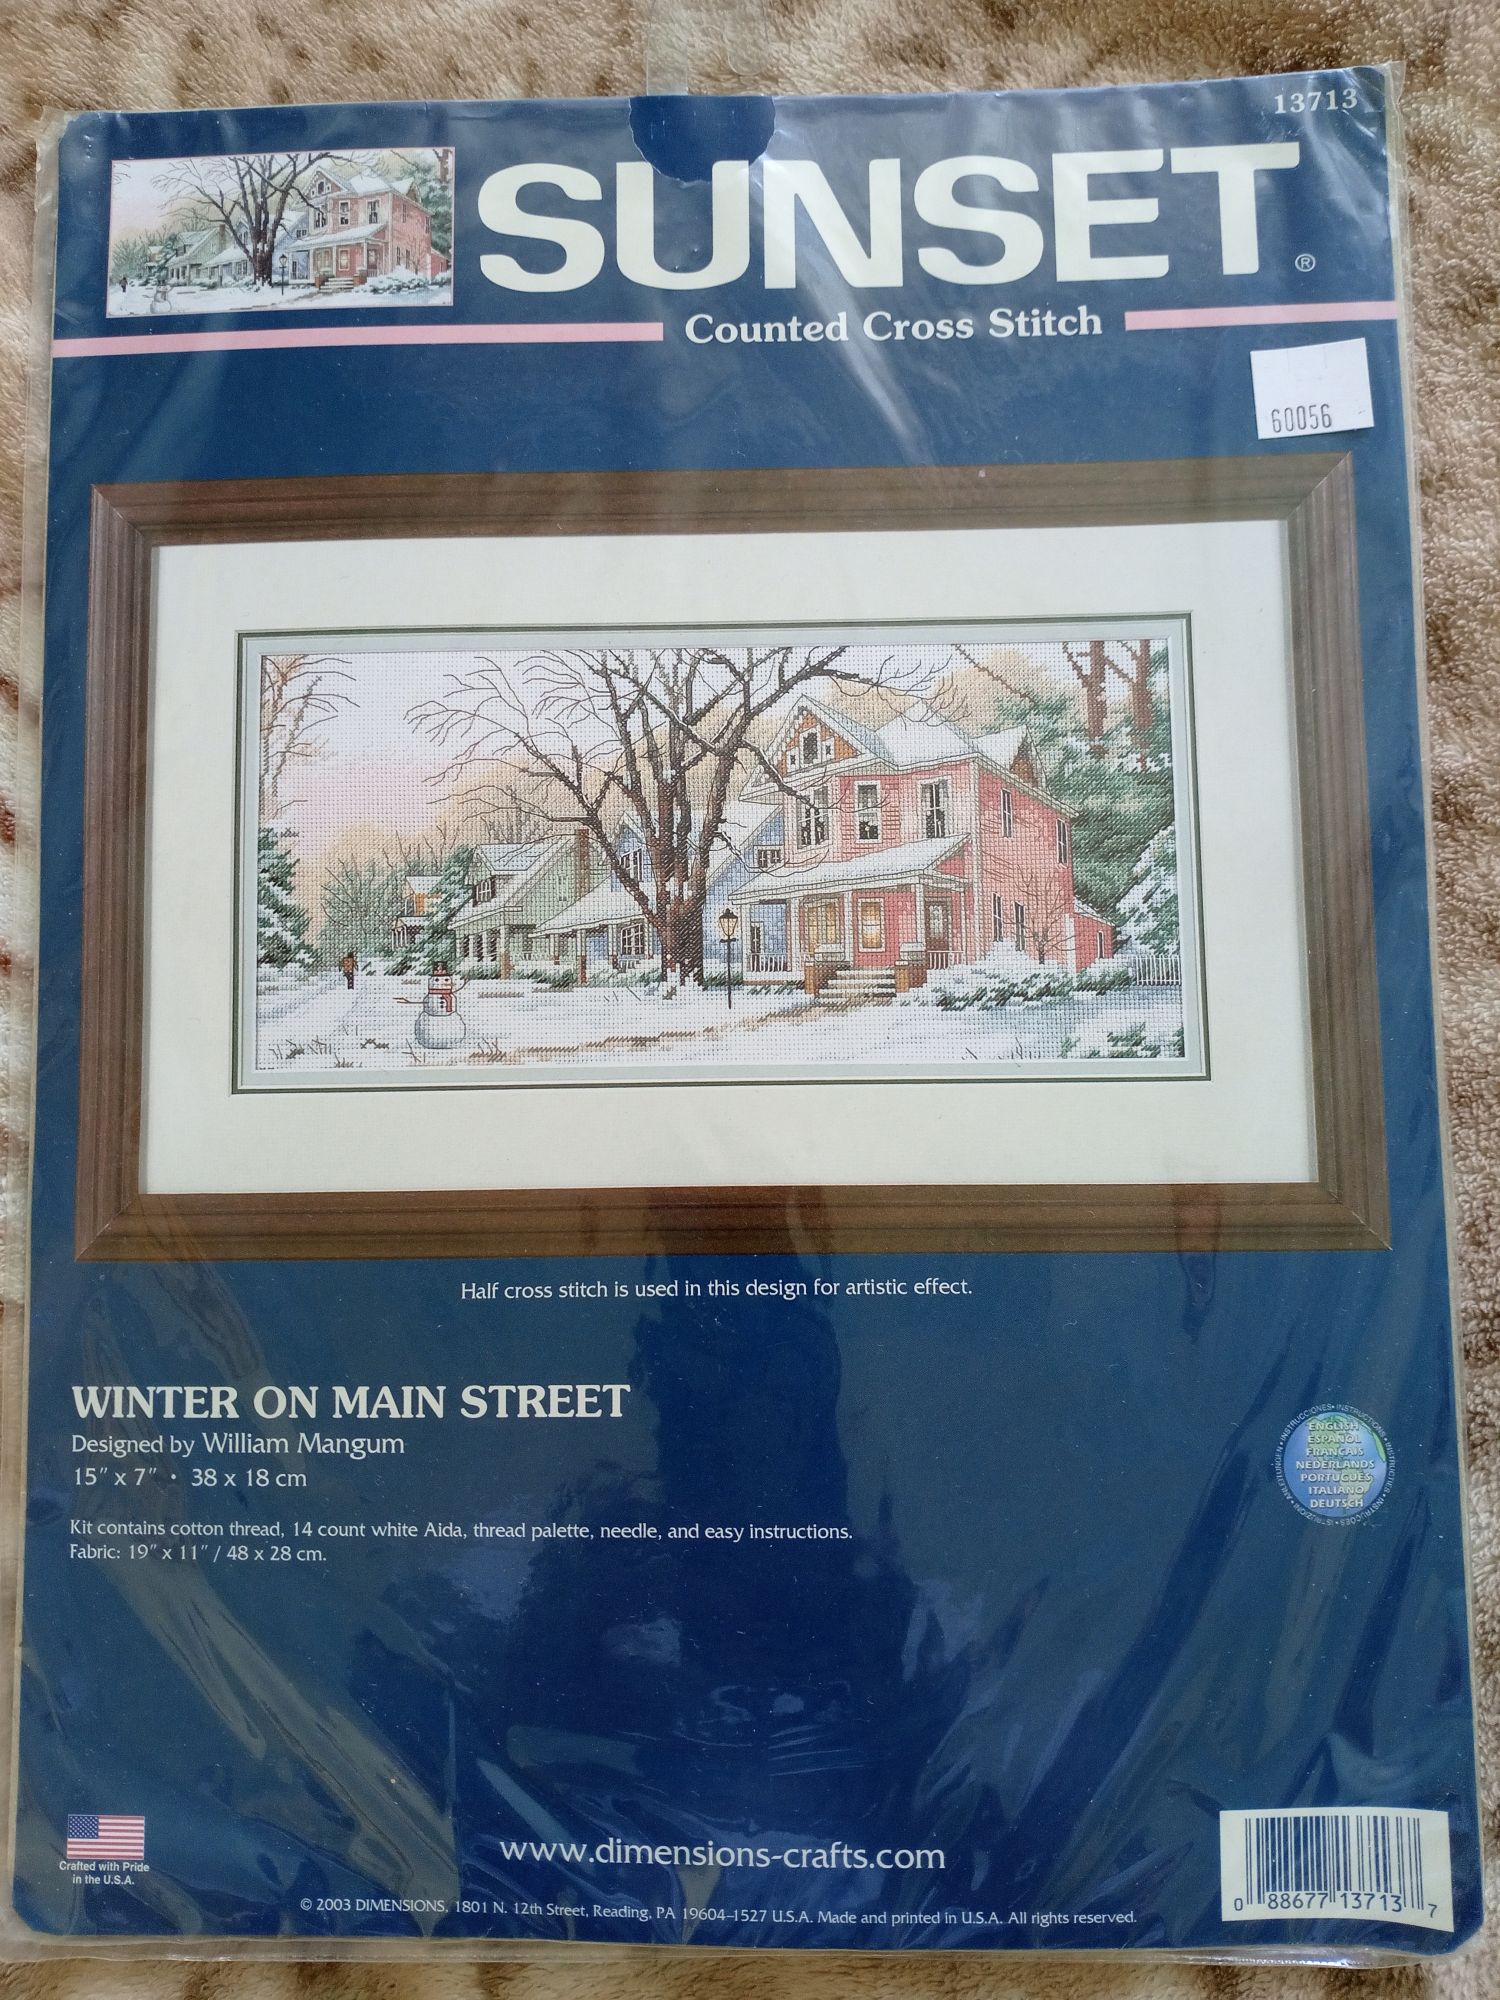 13713
SUNSET®
Counted Cross Stitch
60056
Half cross stitch is used in this design for artistic effect.
WINTER ON MAIN STREET
Designed by William Mangum
15" x 7" • 38 x 18 cm
Kit contains cotton thread, 14 count white Aida, thread palette, needle, and easy instructions.
Fabric: 19" x 11" / 48 x 28 cm.
INSTRUCCIONES • INSTRUCTIONS •
ENGLISH
ESPAÑOL
FRANÇAIS
NEDERLANDS
PORTUGUÊS
ITALIANO
DEUTSCH
Crafted with Pride
in the U.S.A.
www.dimensions-crafts.com
© 2003 DIMENSIONS, 1801 N. 12th Street, Reading, PA 19604-1527 U.S.A. Made and printed in U.S.A. All rights reserved.
0 88677 13713 7